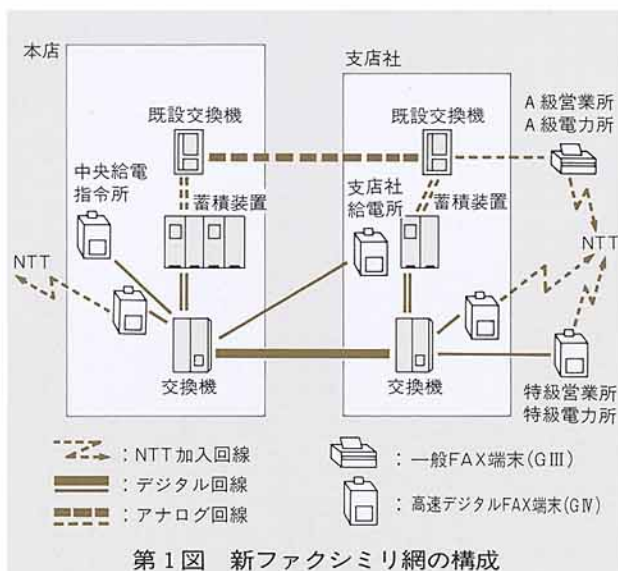 本店
支店社
既設交換機
既設交換機
A級営業所
A級電力所
中央給電
指令所
蓄積装置
支店社
給電所
蓄積装置
NTT
NTT
交換機
交換機
特級営業所
特級電力所
：NTT加入回線
：デジタル回線
：アナログ回線
：一般FAX端末(GⅢ)
：高速デジタルFAX端末(GⅣ)
第1図 新ファクシミリ網の構成